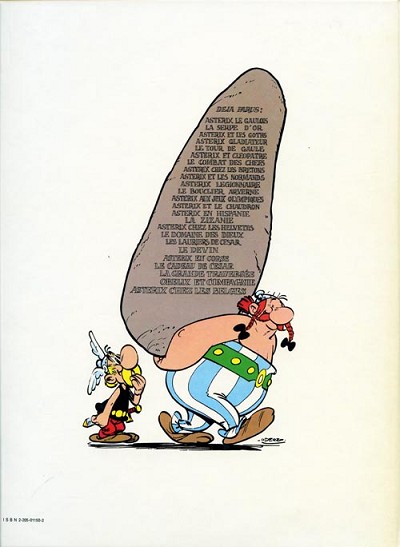 DEJA PARUS :
ASTERIX LE GAULOIS
LA SERPE D'OR
ASTERIX ET LES GOTHS
ASTERIX GLADIATEUR
LE TOUR DE GAULE
ASTERIX ET CLEOPATRE
LE COMBAT DES CHEFS
ASTERIX CHEZ LES BRETONS
ASTERIX ET LES NORMANDS
ASTERIX LEGIONNAIRE
LE BOUCLIER ARVERNE
ASTERIX AUX JEUX OLYMPIQUES
ASTERIX ET LE CHAUDRON
ASTERIX EN HISPANIE
LA ZIZANIE
ASTERIX CHEZ LES HELVETES
LE DOMAINE DES DIEUX
LES LAURIERS DE CESAR
LE DEVIN
ASTERIX EN CORSE
LE CADEAU DE CESAR
LA GRANDE TRAVERSÉE
OBELIX ET COMPAGNIE
ASTERIX CHEZ LES BELGES
ISBN